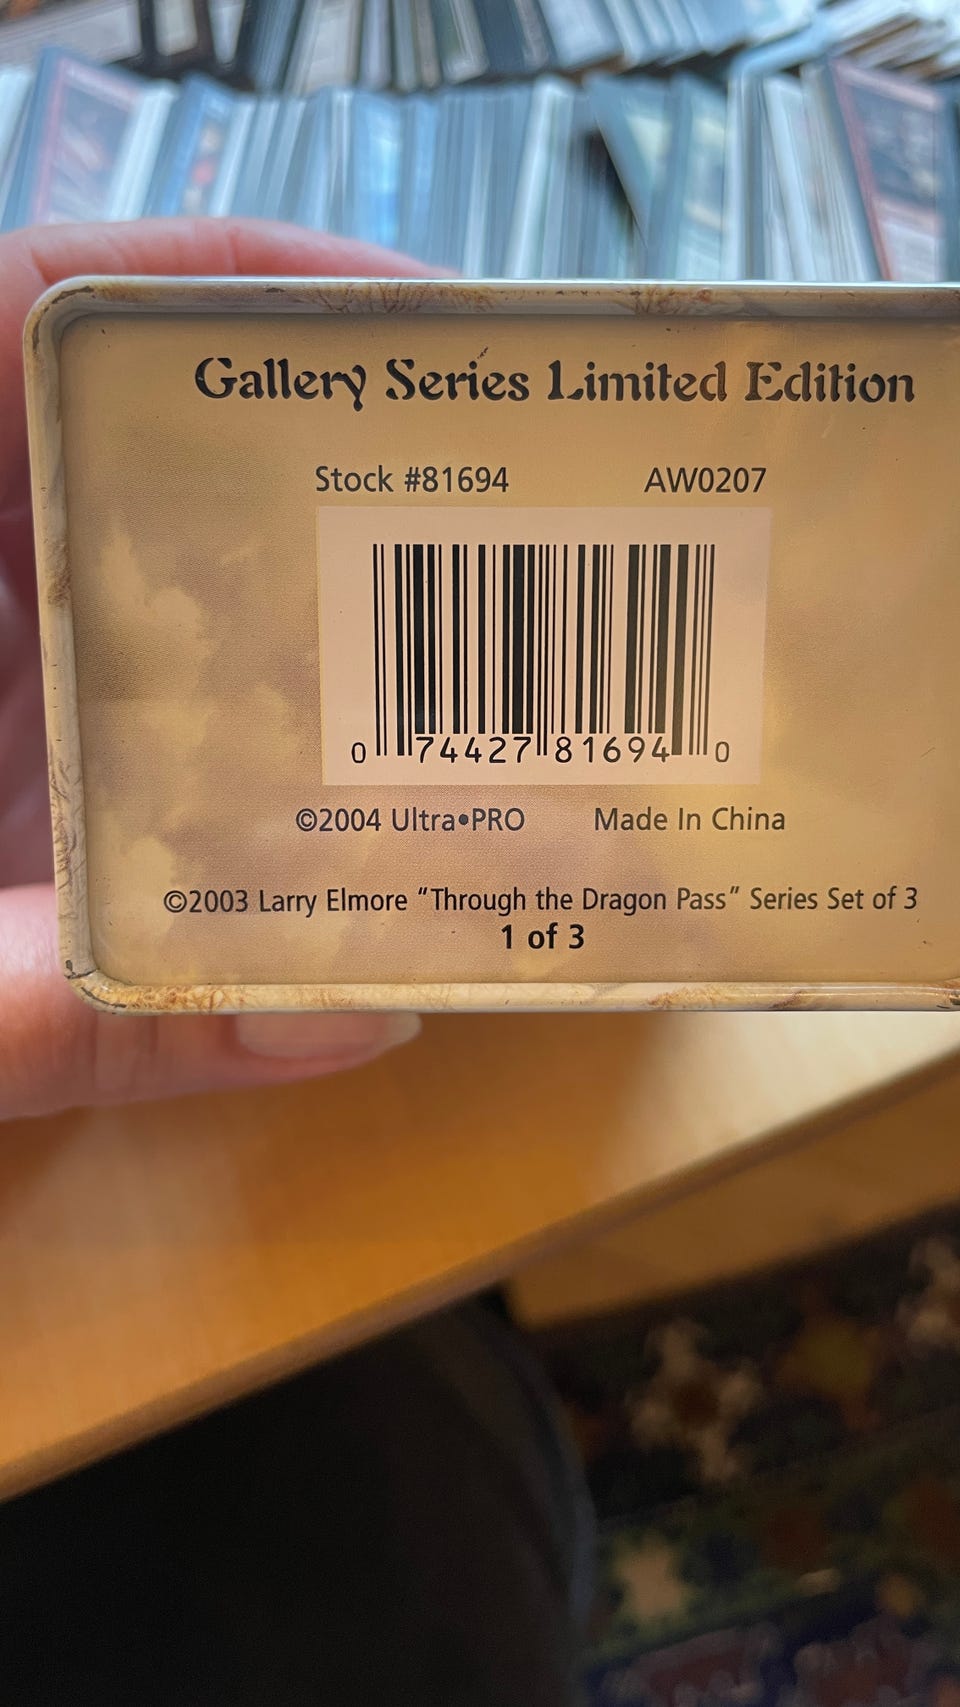 Gallery Series Limited Edition
Stock #81694 AW0207
0 74427 81694 0
©2004 Ultra•PRO Made In China
©2003 Larry Elmore “Through the Dragon Pass” Series Set of 3
1 of 3